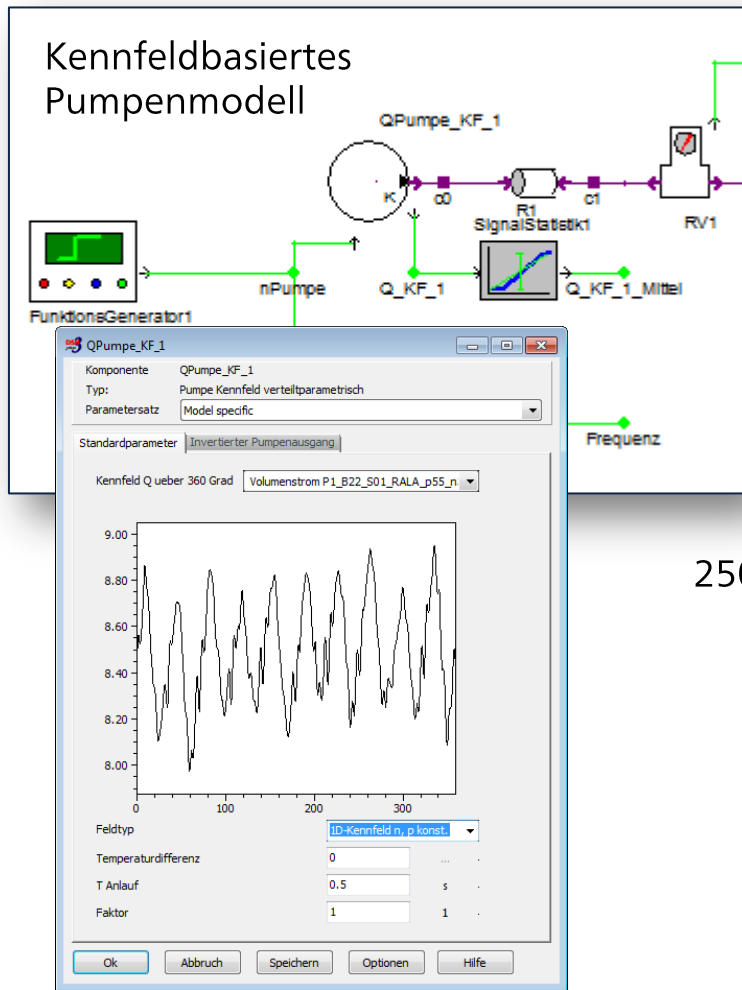 Kennfeldbasiertes
Pumpenmodell
QPumpe_KF_1
K
c0
R1
c1
RV1
SignalStatistik1
nPumpe
Q_KF_1
Q_KF_1_Mittel
FunktionsGenerator1
QPumpe_KF_1
Komponente QPumpe_KF_1
Typ: Pumpe Kennfeld verteiltparametrisch
Parametersatz Model specific
Frequenz
Standardparameter Invertierter Pumpenausgang
Kennfeld Q ueber 360 Grad Volumenstrom P1_B22_S01_RALA_p55_n
250
9.00
8.80
8.60
8.40
8.20
8.00
0 100 200 300
Feldtyp 1D-Kennfeld n, p konst.
Temperaturdifferenz 0 ... .
T Anlauf 0.5 s .
Faktor 1 1 .
Ok Abbruch Speichern Optionen Hilfe